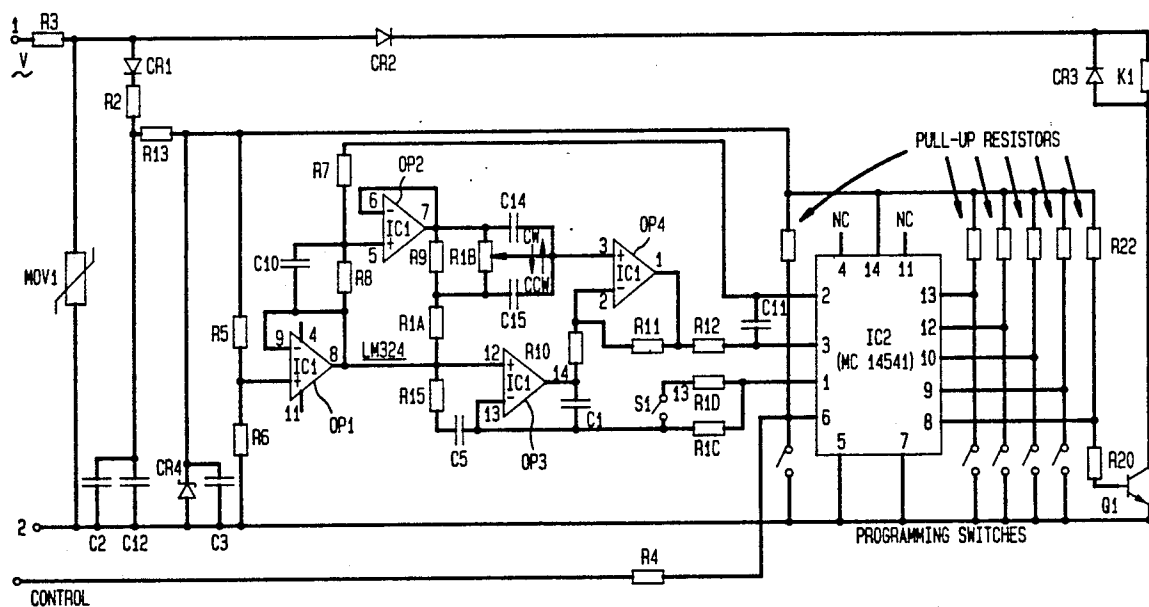 1 R3
V
~
CR1
CR2
CR3 K1
R2
R13
PULL-UP RESISTORS
R7
OP2
6 7
5
IC1
C14
R9
R1B
CW
CCW
C15
OP4
3 1
2
IC1
NC NC
4 14 11
R22
MOV1
C10
R8
R5
R1A
9 4 8
IC1
11
OP1
LM324
R6
R15
12
13
14
IC1
OP3
R10
R11 R12
C11
C5
C1
S1
13
R1D
R1C
2
3
1
6
IC2
(MC 14541)
13
12
10
9
8
5 7
R20
Q1
CR4
2
C2 C12 C3
PROGRAMMING SWITCHES
R4
CONTROL